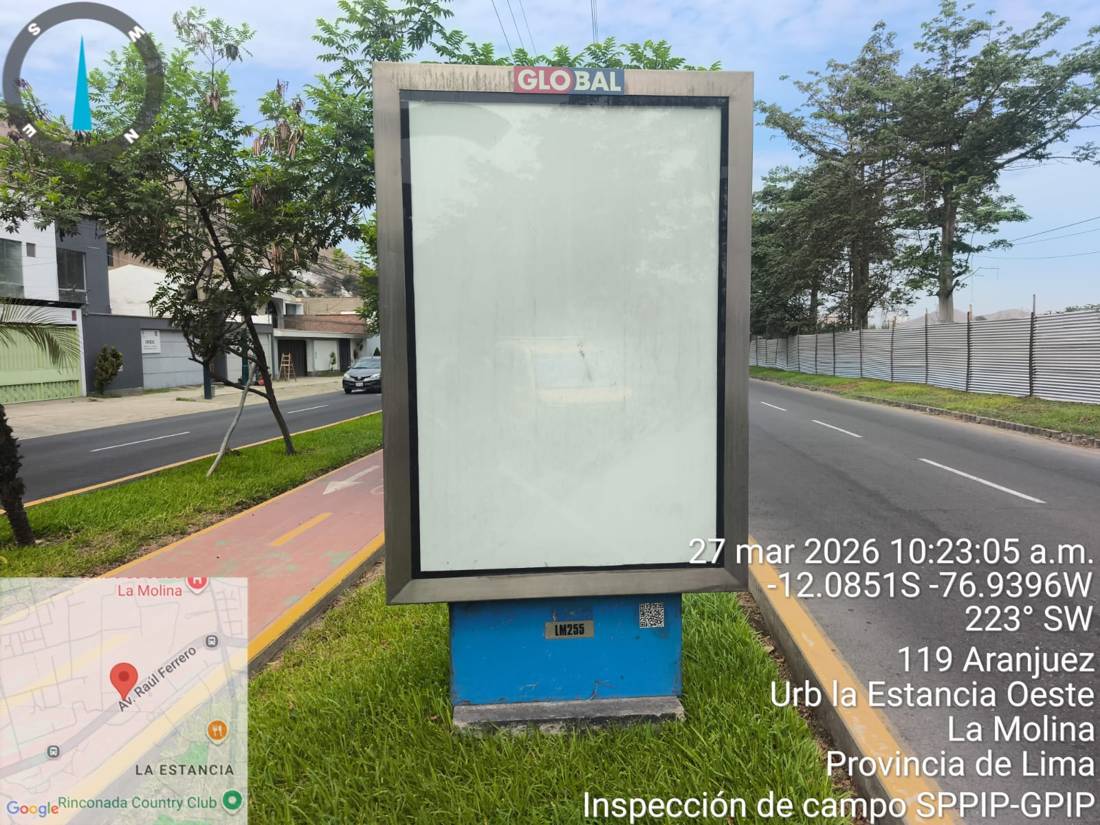 GLOBAL
S
W
E
N
LM255
27 mar 2026 10:23:05 a.m.
-12.0851S -76.9396W
223° SW
119 Aranjuez
Urb la Estancia Oeste
La Molina
Provincia de Lima
Inspección de campo SPPIP-GPIP
La Molina
Av. Raúl Ferrero
LA ESTANCIA
Rinconada Country Club
Google